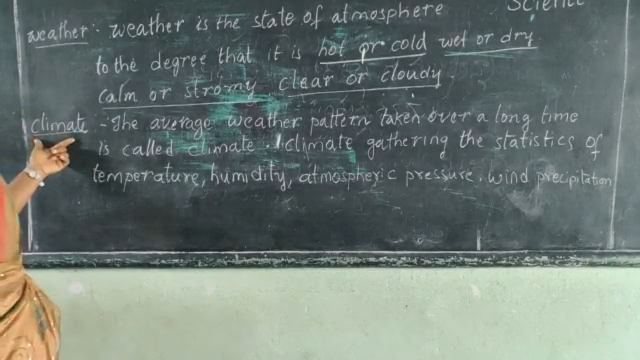 Science
weather :- weather is the state of atmosphere
to the degree that it is hot or cold wet or dry
calm or stromy clear or cloudy.
climate :- The average weather pattern taken over a long time
is called climate. climate gathering the statistics of
temperature, humidity, atmospheric pressure. wind precipitation